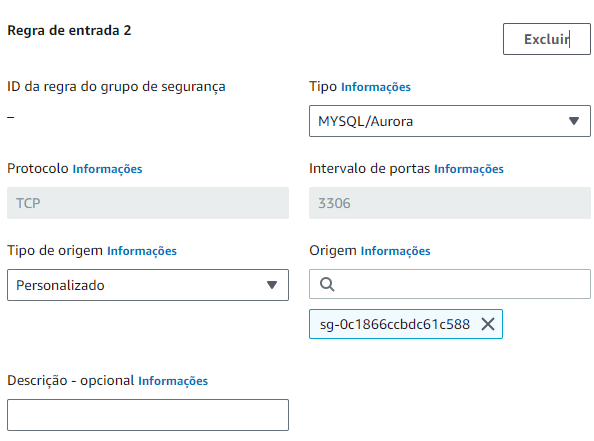 Regra de entrada 2
Excluir
ID da regra do grupo de segurança
–
Tipo Informações
MYSQL/Aurora
Protocolo Informações
Intervalo de portas Informações
TCP
3306
Tipo de origem Informações
Origem Informações
Personalizado
sg-0c1866ccbdc61c588
Descrição - opcional Informações